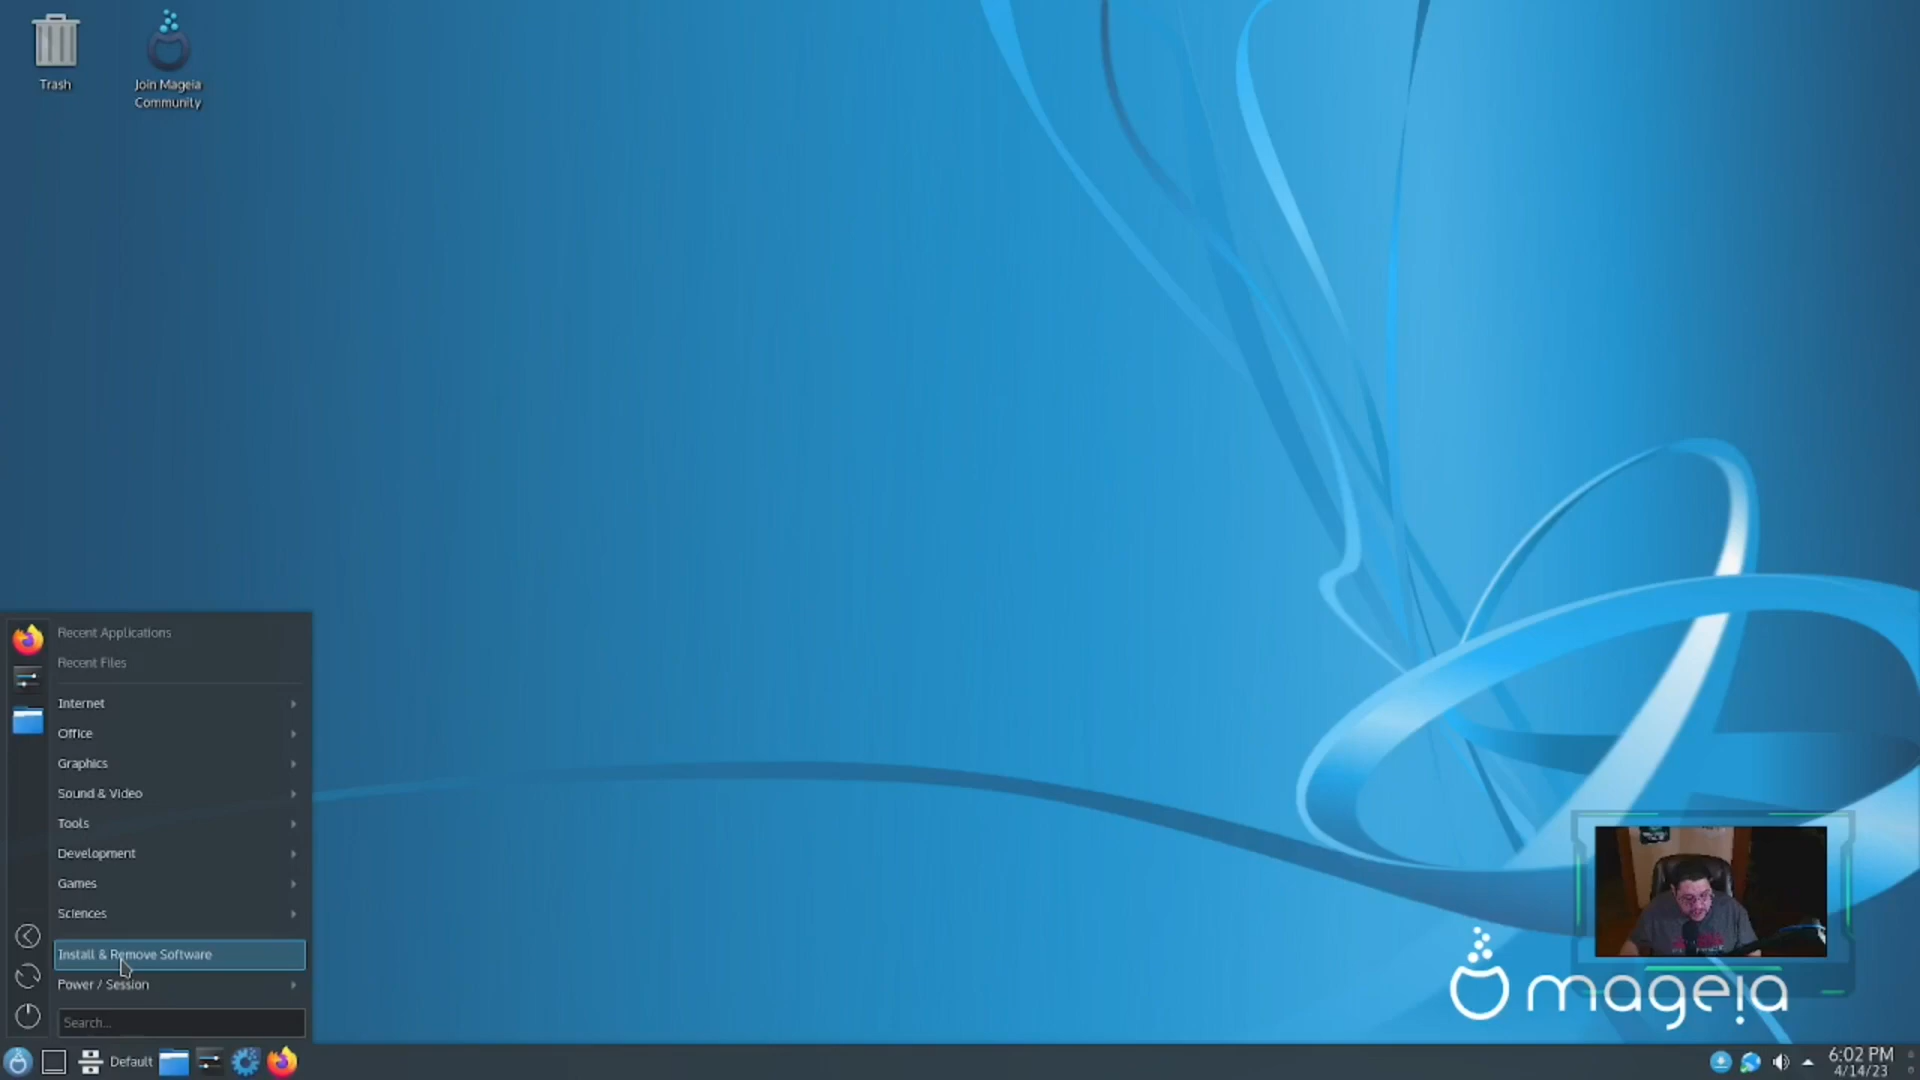 Trash
Join Mageia
Community
Recent Applications
Recent Files
Internet
Office
Graphics
Sound & Video
Tools
Development
Games
Sciences
Install & Remove Software
Power / Session
Search...
mageia
Default
6:02 PM
4/14/23